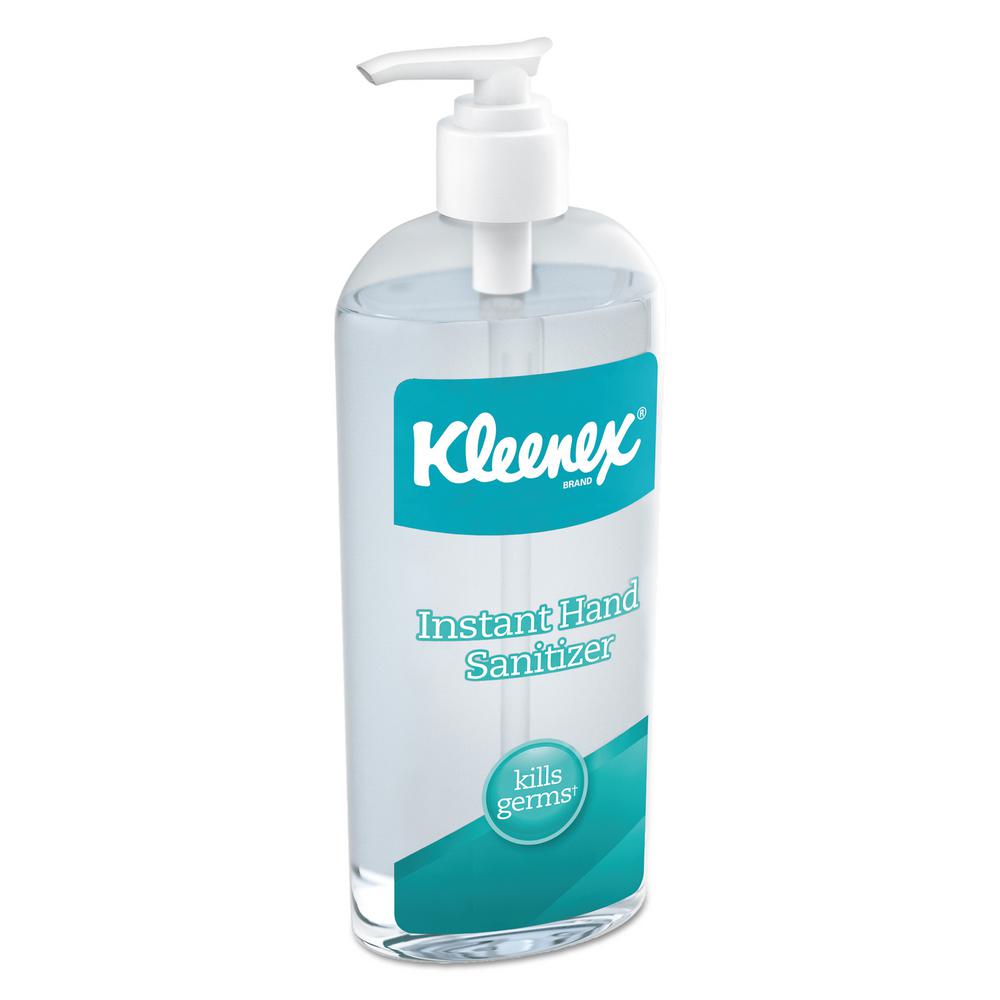 Kleenex®
BRAND
Instant Hand
Sanitizer
kills
germs†